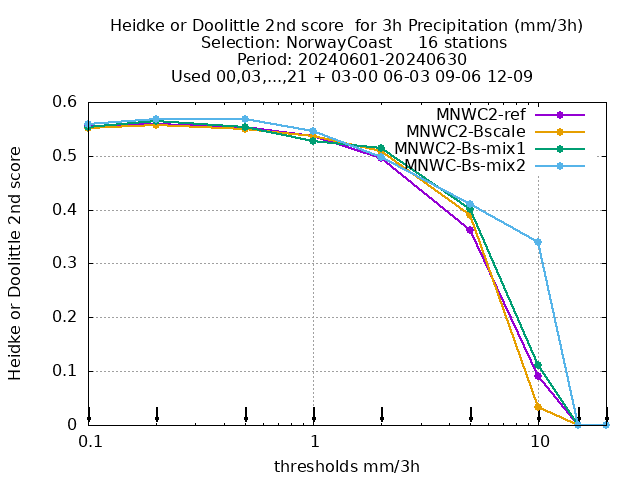 Heidke or Doolittle 2nd score  for 3h Precipitation (mm/3h)
Selection: NorwayCoast     16 stations
Period: 20240601-20240630
Used 00,03,...,21 + 03-00 06-03 09-06 12-09
Heidke or Doolittle 2nd score
0.6
0.5
0.4
0.3
0.2
0.1
0
MNWC2-ref
MNWC2-Bscale
MNWC2-Bs-mix1
MNWC-Bs-mix2
0.1 1 10
thresholds mm/3h